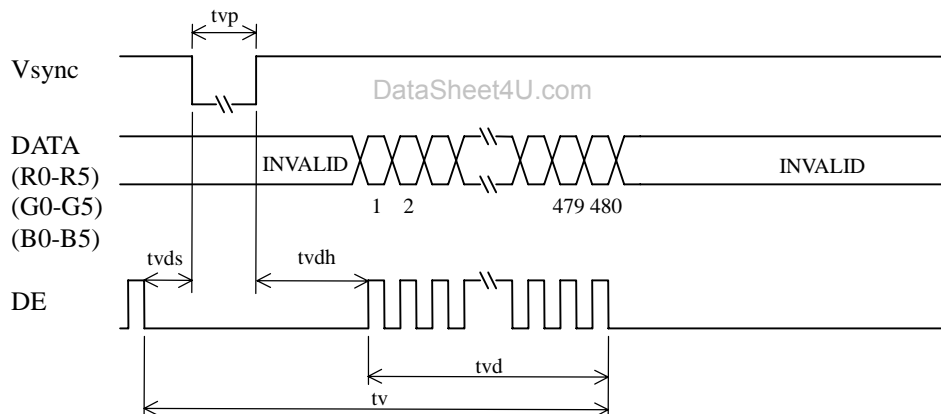 tvp
Vsync
DataSheet4U.com
DATA
(R0-R5)
(G0-G5)
(B0-B5)
INVALID
INVALID
1 2 479 480
tvds
tvdh
DE
tvd
tv